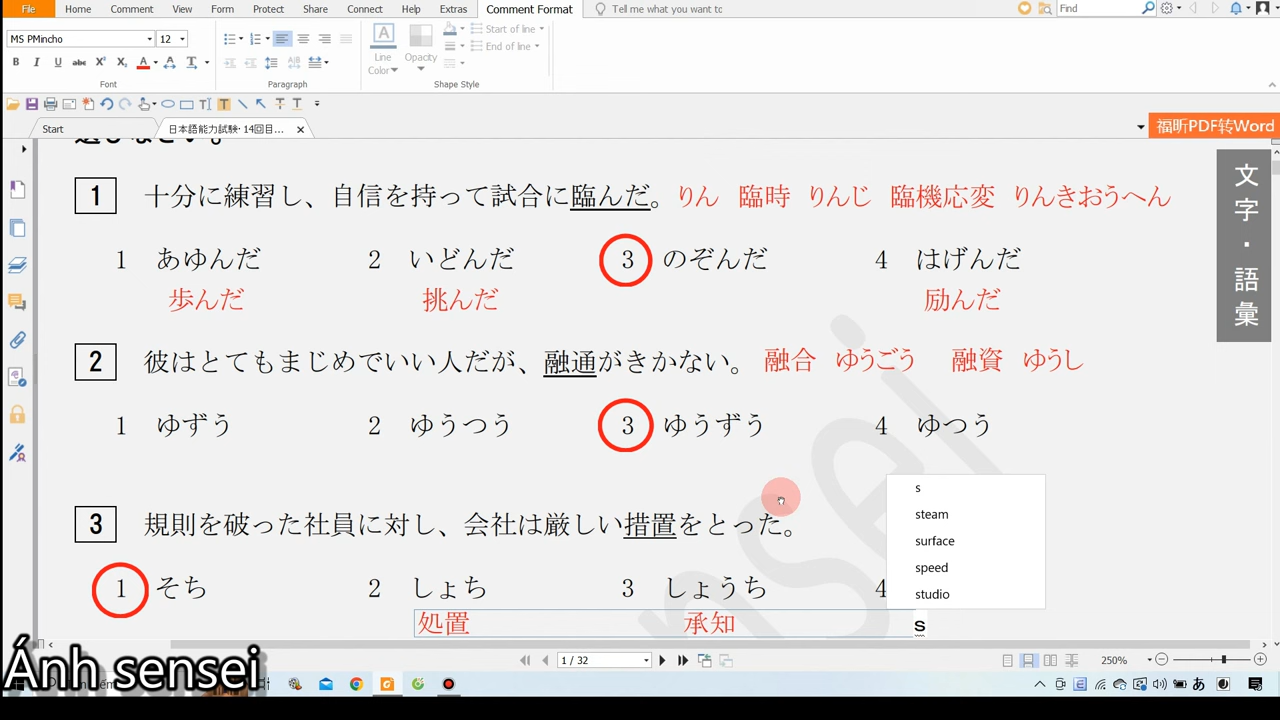 File Home Comment View Form Protect Share Connect Help Extras Comment Format Tell me what you want tc Find
MS PMincho 12 Line Color Opacity Start of line End of line
B I U abc X² X₂ A
Font Paragraph Shape Style
Start 日本語能力試験・14回目... 福昕PDF转Word
1 十分に練習し、自信を持って試合に臨んだ。 りん 臨時 りんじ 臨機応変 りんきおうへん
1 あゆんだ 2 いどんだ 3 のぞんだ 4 はげんだ
歩んだ 挑んだ 励んだ
文字・語彙
2 彼はとてもまじめでいい人だが、融通がきかない。 融合 ゆうごう 融資 ゆうし
1 ゆずう 2 ゆうつう 3 ゆうずう 4 ゆつう
s
steam
surface
speed
studio
3 規則を破った社員に対し、会社は厳しい措置をとった。
1 そち 2 しょち 3 しょうち 4
処置 承知 s
nsei
Ánh sensei
1 / 32 250%